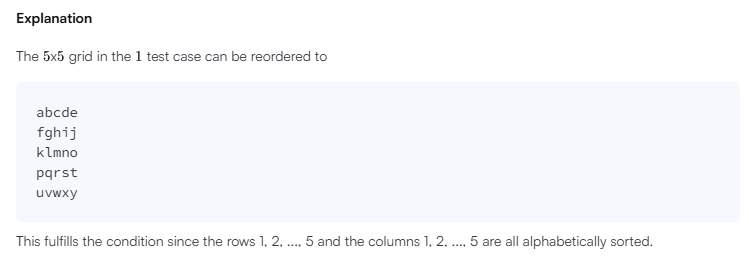 Explanation
The 5x5 grid in the 1 test case can be reordered to
abcde
fghij
klmno
pqrst
uvwxy
This fulfills the condition since the rows 1, 2, ..., 5 and the columns 1, 2, ..., 5 are all alphabetically sorted.